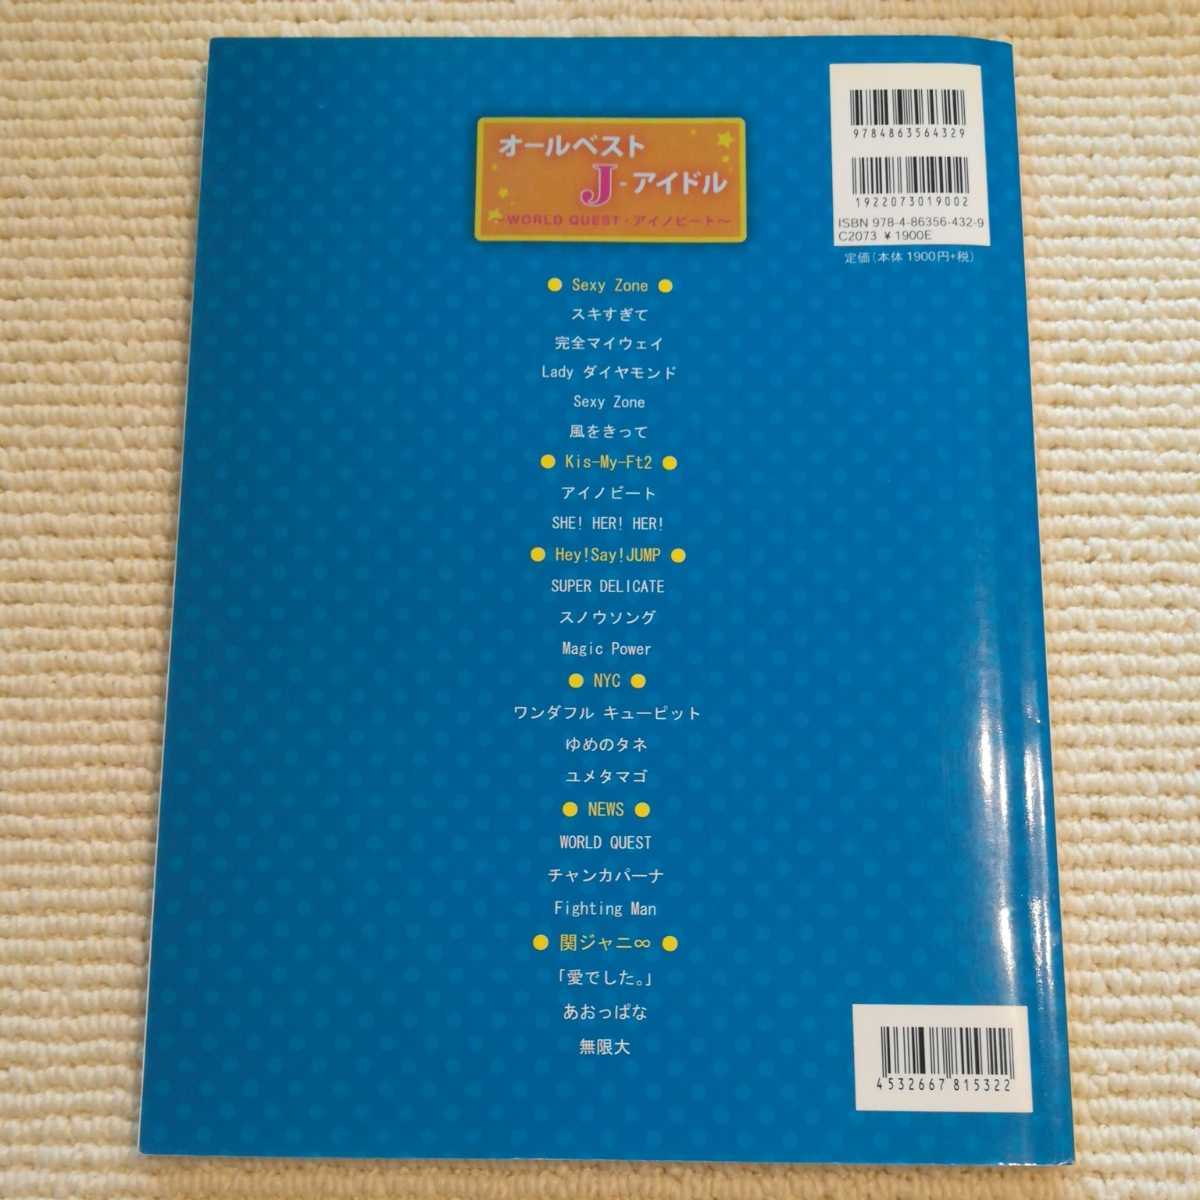 オールベスト
J-アイドル
〜WORLD QUEST・アイノビート〜
9784863564329
1922073019002
ISBN 978-4-86356-432-9
C2073 ¥1900E
定価(本体1900円+税)
● Sexy Zone ●
スキすぎて
完全マイウェイ
Lady ダイヤモンド
Sexy Zone
風をきって
● Kis-My-Ft2 ●
アイノビート
SHE! HER! HER!
● Hey!Say!JUMP ●
SUPER DELICATE
スノウソング
Magic Power
● NYC ●
ワンダフル キューピット
ゆめのタネ
ユメタマゴ
● NEWS ●
WORLD QUEST
チャンカパーナ
Fighting Man
● 関ジャニ∞ ●
「愛でした。」
あおっぱな
無限大
4532667 815322